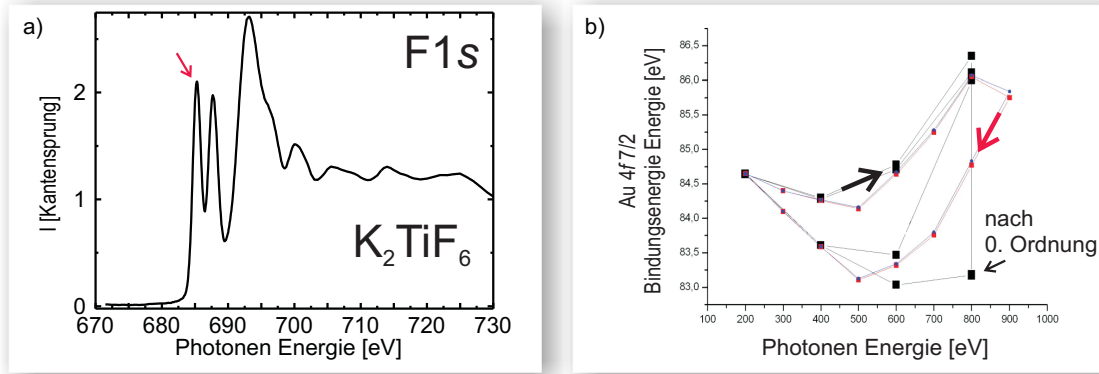 a)
F1s
K2TiF6
I [Kantensprung]
2
1
0
670 680 690 700 710 720 730
Photonen Energie [eV]
b)
Au 4f 7/2
Bindungsenergie Energie [eV]
86,5
86,0
85,5
85,0
84,5
84,0
83,5
83,0
nach
0. Ordnung
100 200 300 400 500 600 700 800 900 1000
Photonen Energie [eV]